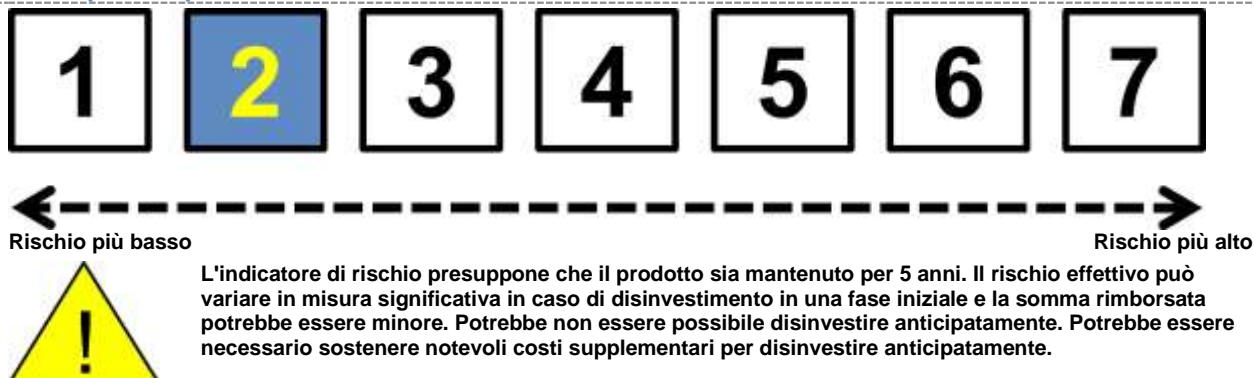 1 2 3 4 5 6 7
Rischio più basso Rischio più alto
L'indicatore di rischio presuppone che il prodotto sia mantenuto per 5 anni. Il rischio effettivo può
variare in misura significativa in caso di disinvestimento in una fase iniziale e la somma rimborsata
potrebbe essere minore. Potrebbe non essere possibile disinvestire anticipatamente. Potrebbe essere
necessario sostenere notevoli costi supplementari per disinvestire anticipatamente.
!